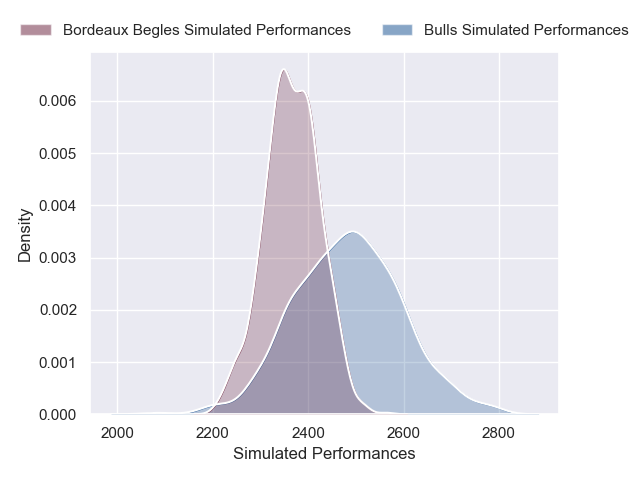 Bordeaux Begles Simulated Performances Bulls Simulated Performances
0.006
0.005
0.004
0.003
0.002
0.001
0.000
Density
2000 2200 2400 2600 2800
Simulated Performances